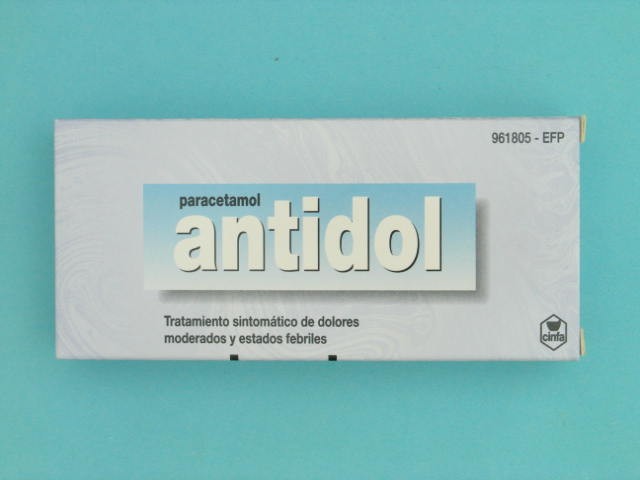 961805 - EFP
paracetamol
antidol
Tratamiento sintomático de dolores
moderados y estados febriles
cinfa